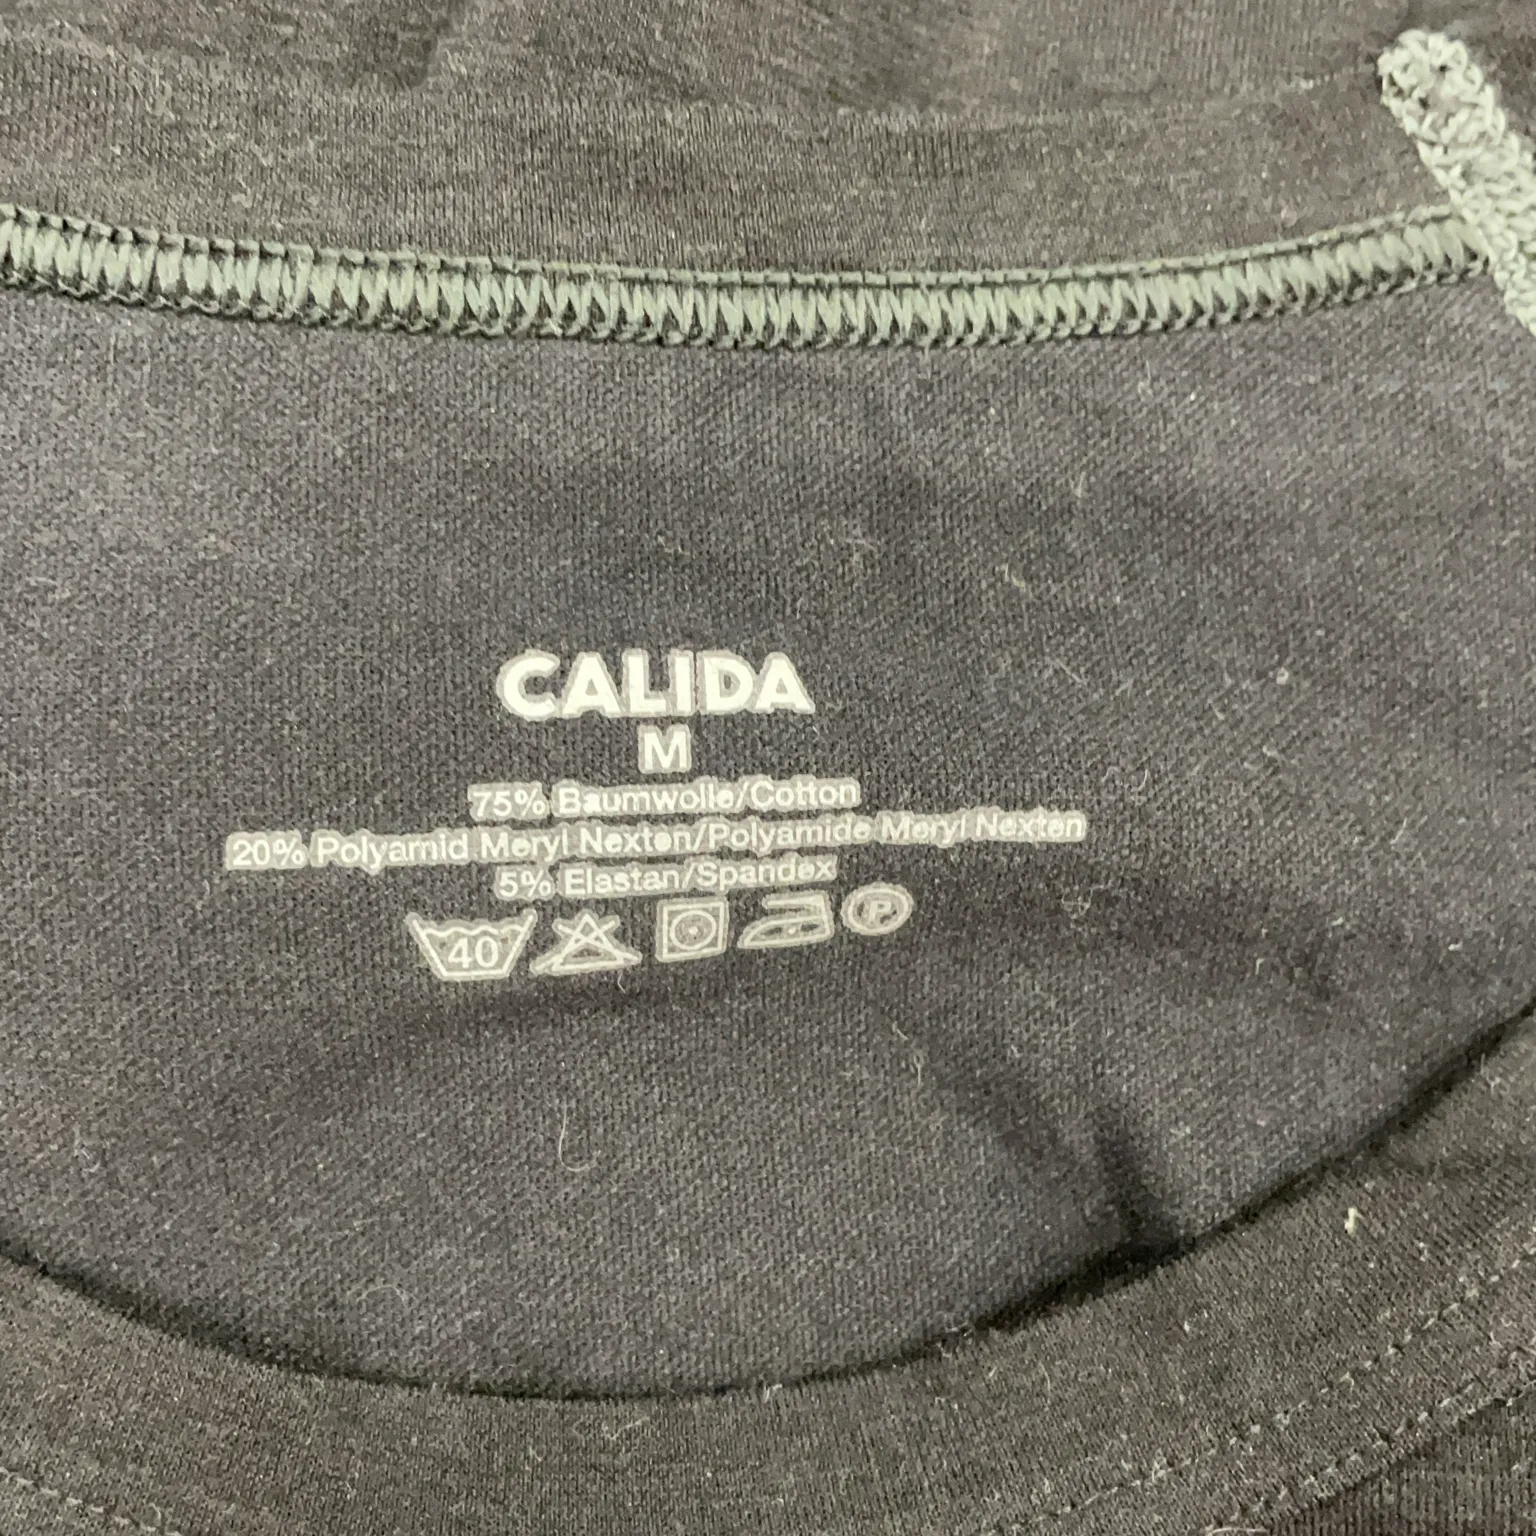 CALIDA
M
75% Baumwolle/Cotton
20% Polyamid Meryl Nexten/Polyamide Meryl Nexten
5% Elastan/Spandex
40 P